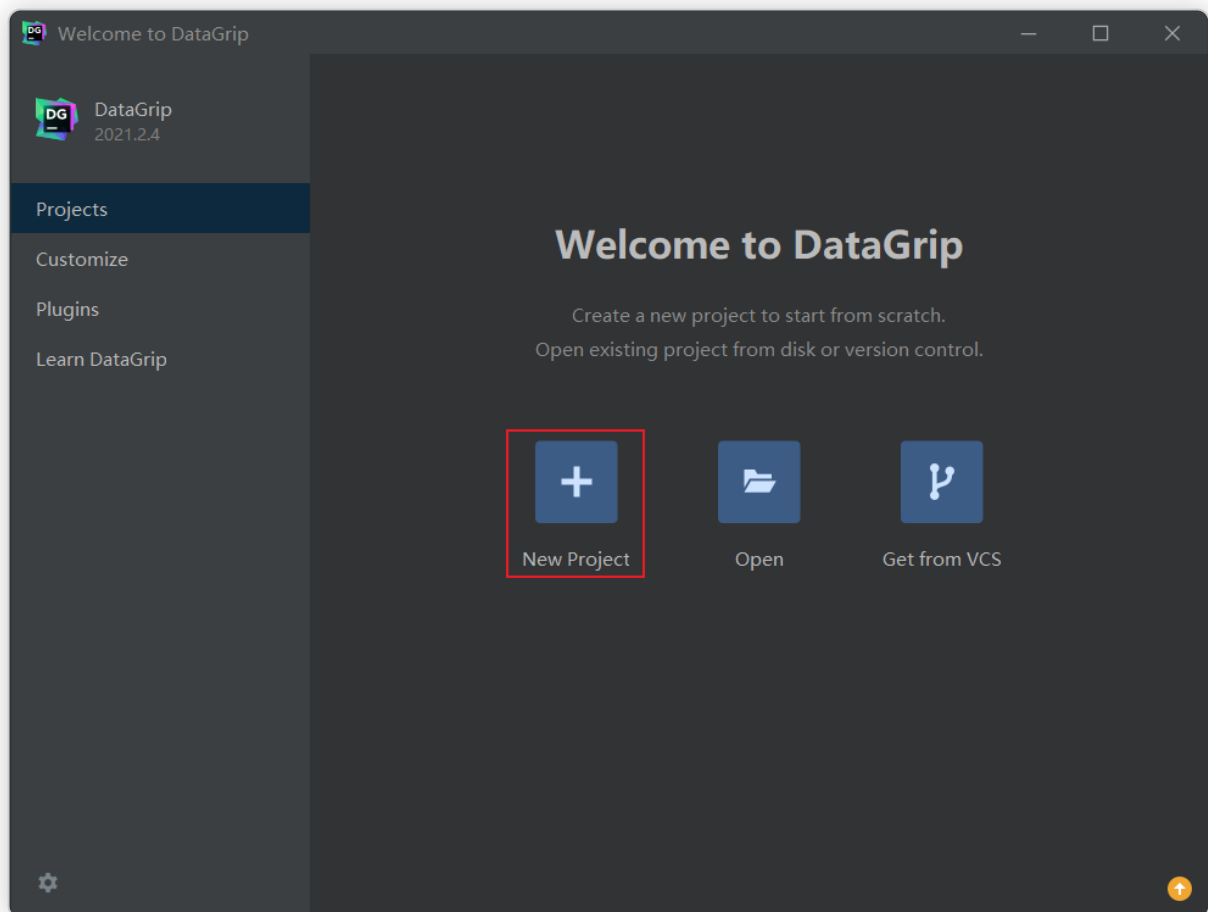 Welcome to DataGrip
DG
DataGrip
2021.2.4
Projects
Customize
Plugins
Learn DataGrip
Welcome to DataGrip
Create a new project to start from scratch.
Open existing project from disk or version control.
New Project
Open
Get from VCS